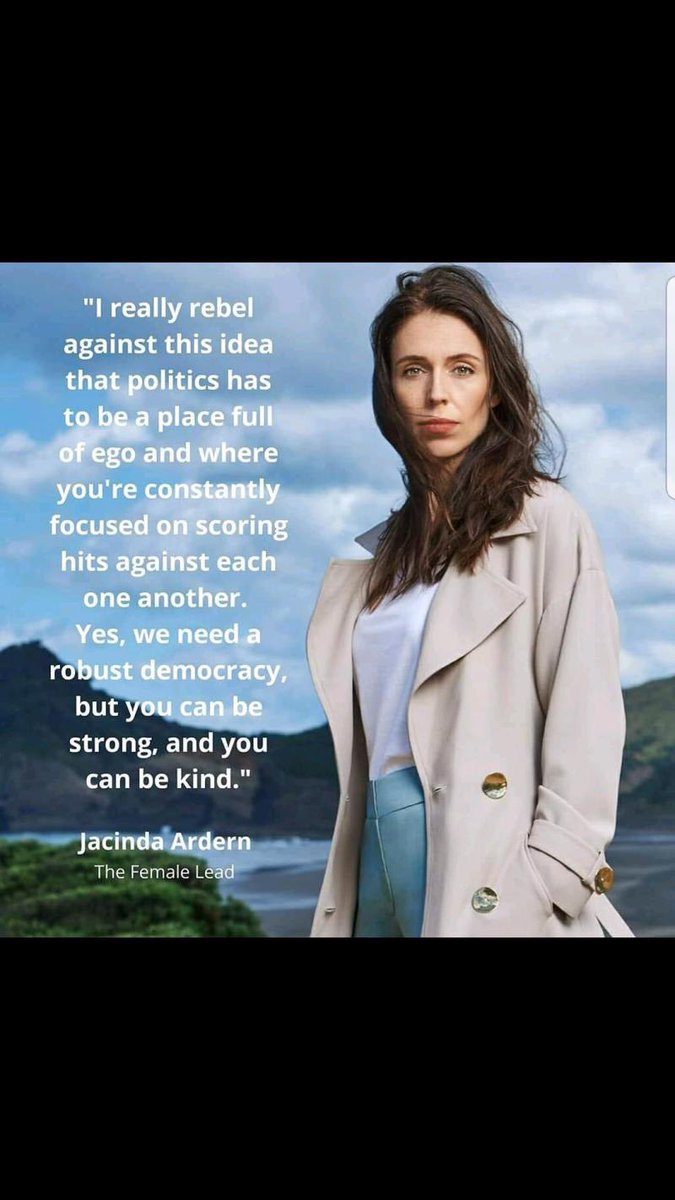 "I really rebel
against this idea
that politics has
to be a place full
of ego and where
you're constantly
focused on scoring
hits against each
one another.
Yes, we need a
robust democracy,
but you can be
strong, and you
can be kind."
Jacinda Ardern
The Female Lead